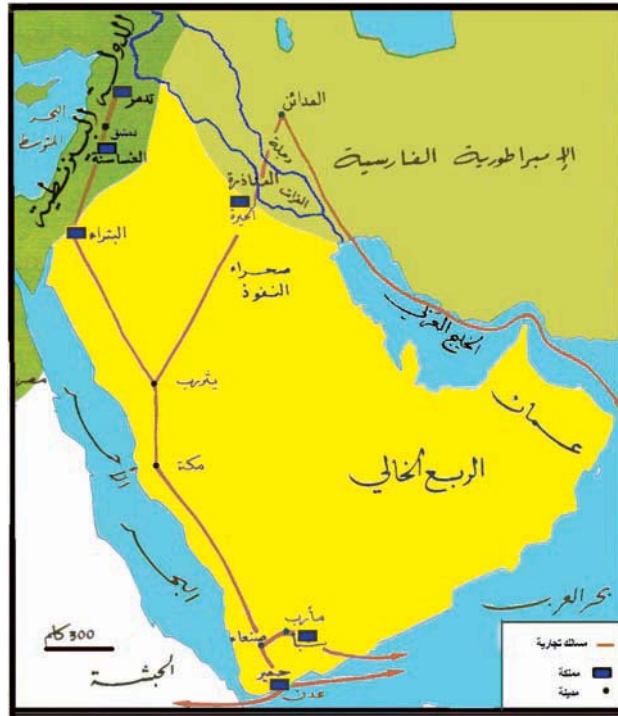 الدولة البيزنطية
البحر
المتوسط
تدمر
دمشق
الغساسنة
البتراء
المدائن
الإمبراطورية الفارسية
دجلة
الفرات
المناذرة
الحيرة
صحراء
النفوذ
الخليج العربي
مصر
يثرب
مكة
عمان
الربع الخالي
البحر الأحمر
بحر العرب
مأرب
سبأ
صنعاء
حمير
عدن
الحبشة
300 كلم
مسالك تجارية
مملكة
مدينة